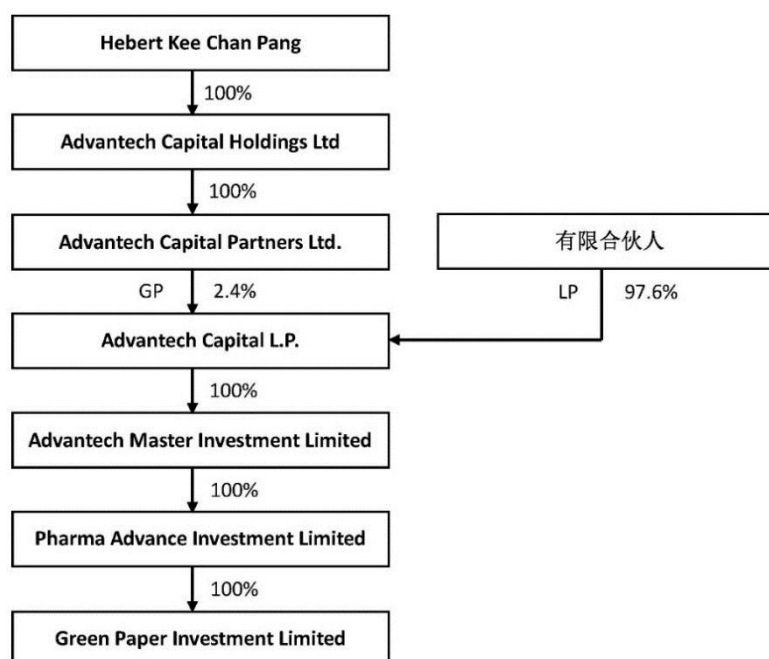 Hebert Kee Chan Pang
100%
Advantech Capital Holdings Ltd
100%
Advantech Capital Partners Ltd.
有限合伙人
GP 2.4%
LP 97.6%
Advantech Capital L.P.
100%
Advantech Master Investment Limited
100%
Pharma Advance Investment Limited
100%
Green Paper Investment Limited